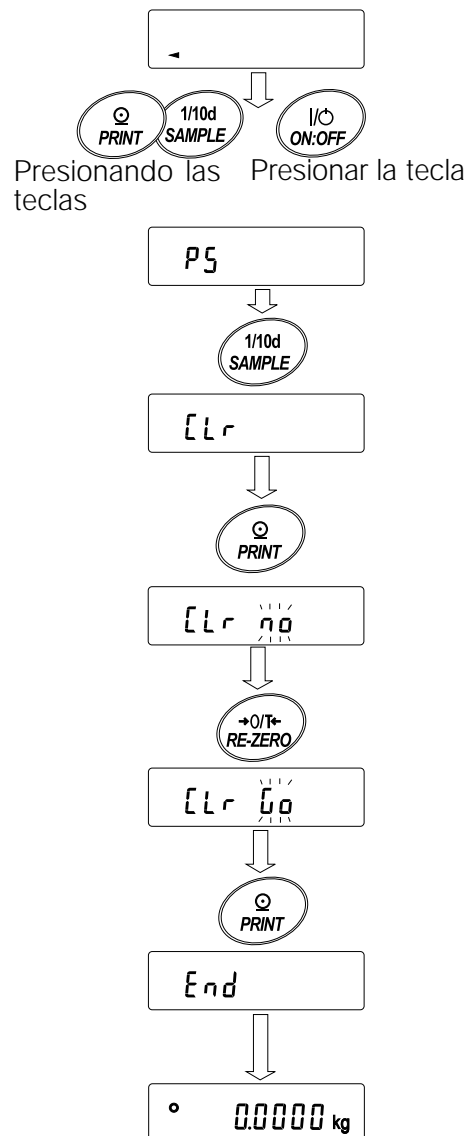 PRINT
1/10d
SAMPLE
I/⏻
ON:OFF
Presionando las teclas
Presionar la tecla
PS
1/10d
SAMPLE
CLr
PRINT
CLr no
→0/T←
RE-ZERO
CLr Go
PRINT
End
0.0000 kg